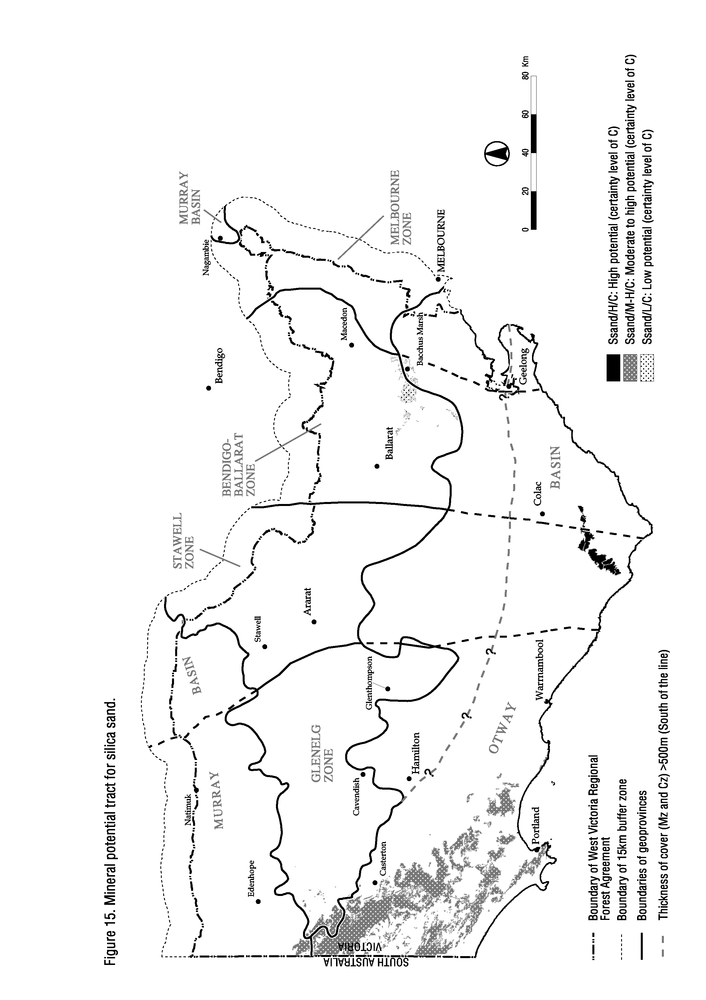 Figure 15. Mineral potential tract for silica sand.
MURRAY
BASIN
Nagambie
STAWELL
ZONE
Bendigo
BENDIGO-
BALLARAT
ZONE
BASIN
Natimuk
MURRAY
Stawell
Edenhope
Ararat
Macedon
MELBOURNE
ZONE
GLENELG
ZONE
Ballarat
Bacchus Marsh
MELBOURNE
Glenthompson
Cavendish
Casterton
Hamilton
SOUTH AUSTRALIA
VICTORIA
?
?
?
?
Geelong
OTWAY
BASIN
Colac
Warrnambool
Portland
0 20 40 60 80 Km
Boundary of West Victoria Regional
Forest Agreement
Boundary of 15km buffer zone
Boundaries of geoprovinces
Thickness of cover (Mz and Cz) >500m (South of the line)
Ssand/H/C: High potential (certainty level of C)
Ssand/M-H/C: Moderate to high potential (certainty level of C)
Ssand/L/C: Low potential (certainty level of C)